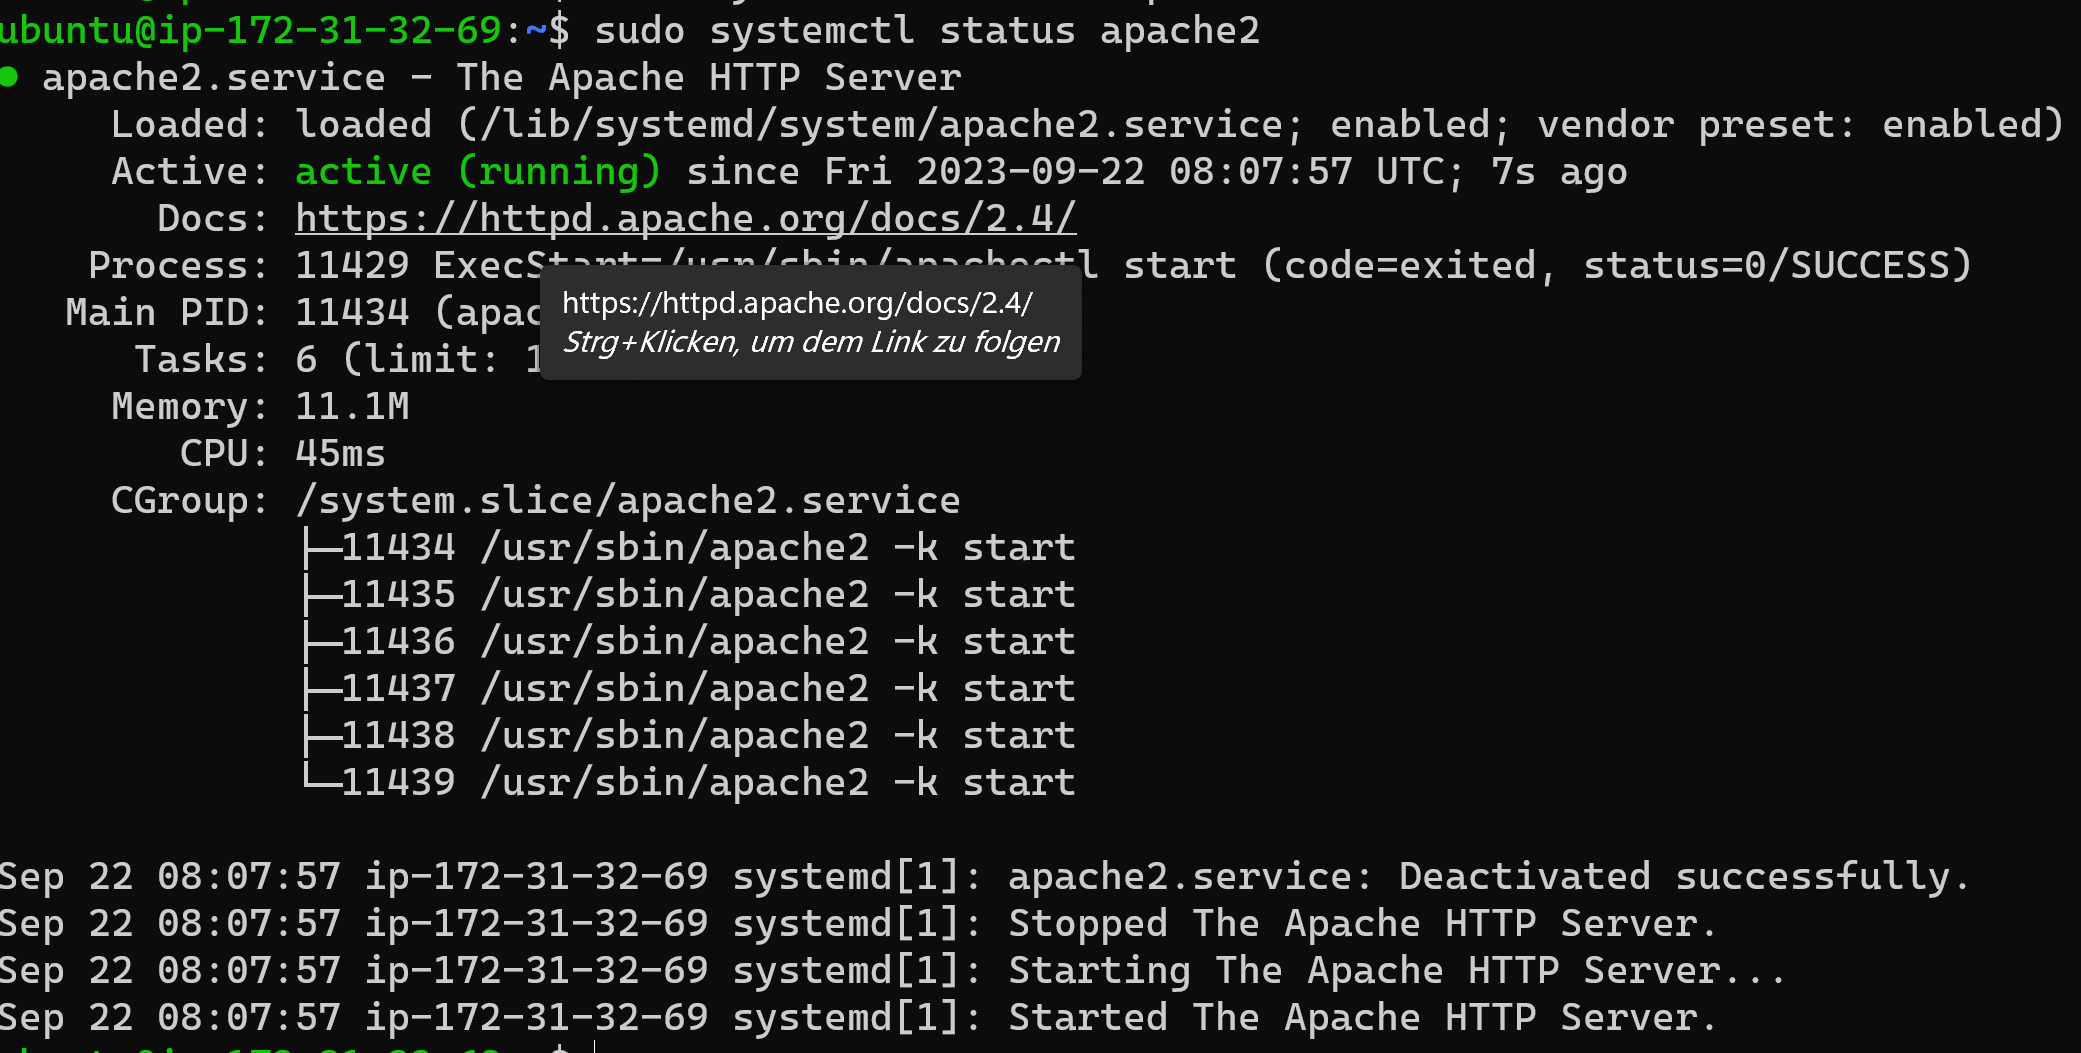 ubuntu@ip-172-31-32-69:~$ sudo systemctl status apache2
● apache2.service - The Apache HTTP Server
Loaded: loaded (/lib/systemd/system/apache2.service; enabled; vendor preset: enabled)
Active: active (running) since Fri 2023-09-22 08:07:57 UTC; 7s ago
Docs: https://httpd.apache.org/docs/2.4/
Process: 11429 ExecStart=/usr/sbin/apachectl start (code=exited, status=0/SUCCESS)
https://httpd.apache.org/docs/2.4/
Strg+Klicken, um dem Link zu folgen
Main PID: 11434
Tasks: 6 (limit:
Memory: 11.1M
CPU: 45ms
CGroup: /system.slice/apache2.service
├─11434 /usr/sbin/apache2 -k start
├─11435 /usr/sbin/apache2 -k start
├─11436 /usr/sbin/apache2 -k start
├─11437 /usr/sbin/apache2 -k start
├─11438 /usr/sbin/apache2 -k start
└─11439 /usr/sbin/apache2 -k start
Sep 22 08:07:57 ip-172-31-32-69 systemd[1]: apache2.service: Deactivated successfully.
Sep 22 08:07:57 ip-172-31-32-69 systemd[1]: Stopped The Apache HTTP Server.
Sep 22 08:07:57 ip-172-31-32-69 systemd[1]: Starting The Apache HTTP Server...
Sep 22 08:07:57 ip-172-31-32-69 systemd[1]: Started The Apache HTTP Server.